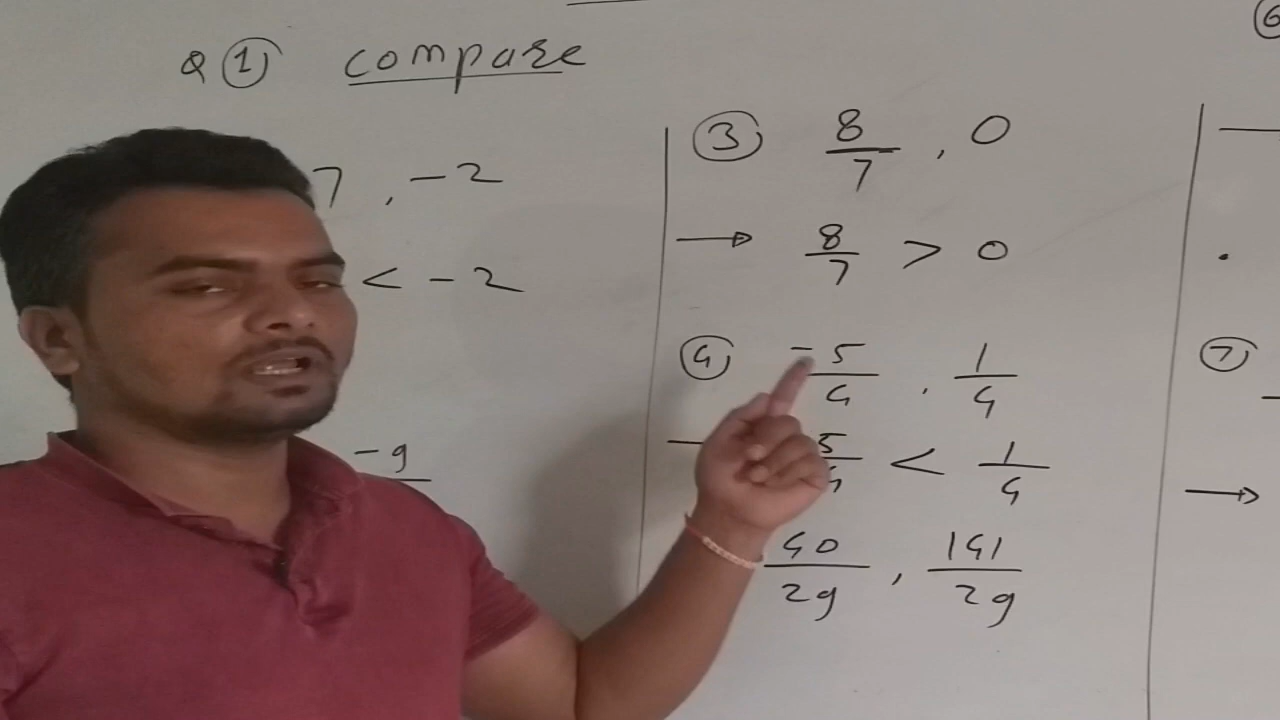 Q ① compare
7 , -2
< -2
-9
③ 8/7 , 0
→ 8/7 > 0
④ -5/4 , 1/4
5/4 < 1/4
40/29 , 141/29
⑥
⑦
→